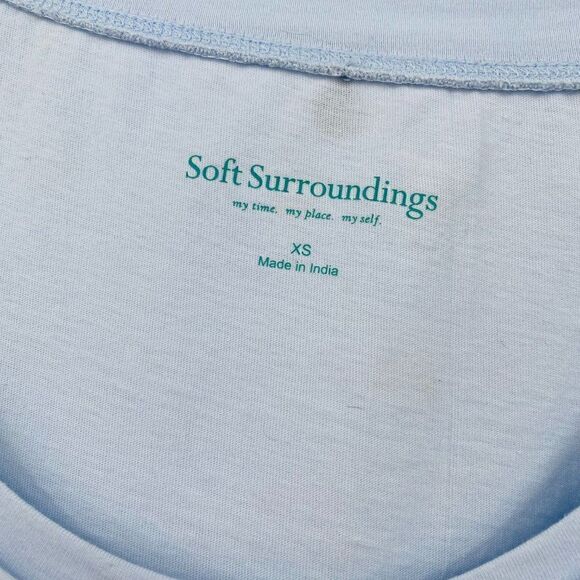 Soft Surroundings
my time. my place. my self.
XS
Made in India